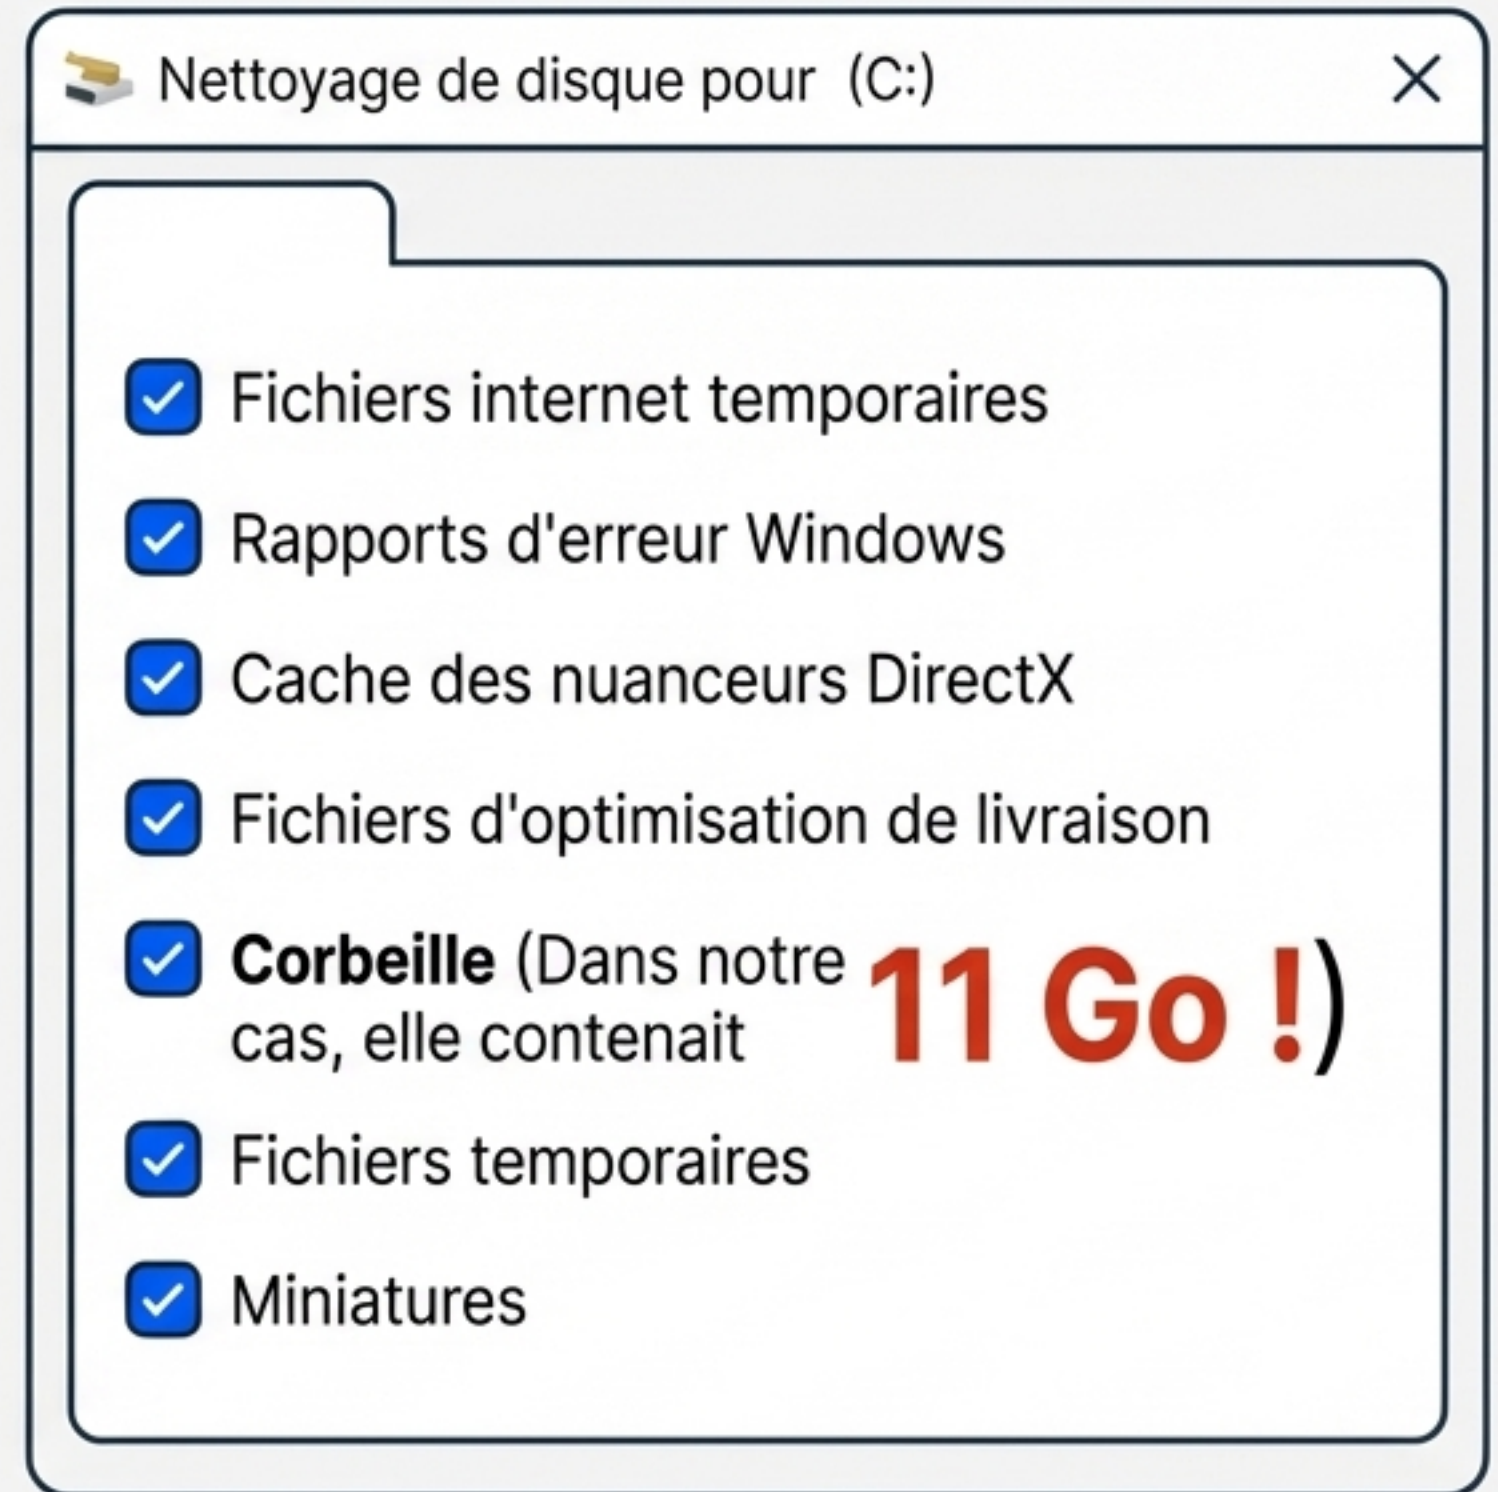 Nettoyage de disque pour (C:)
Fichiers internet temporaires
Rapports d'erreur Windows
Cache des nuanceurs DirectX
Fichiers d'optimisation de livraison
Corbeille (Dans notre
cas, elle contenait 11 Go !)
Fichiers temporaires
Miniatures